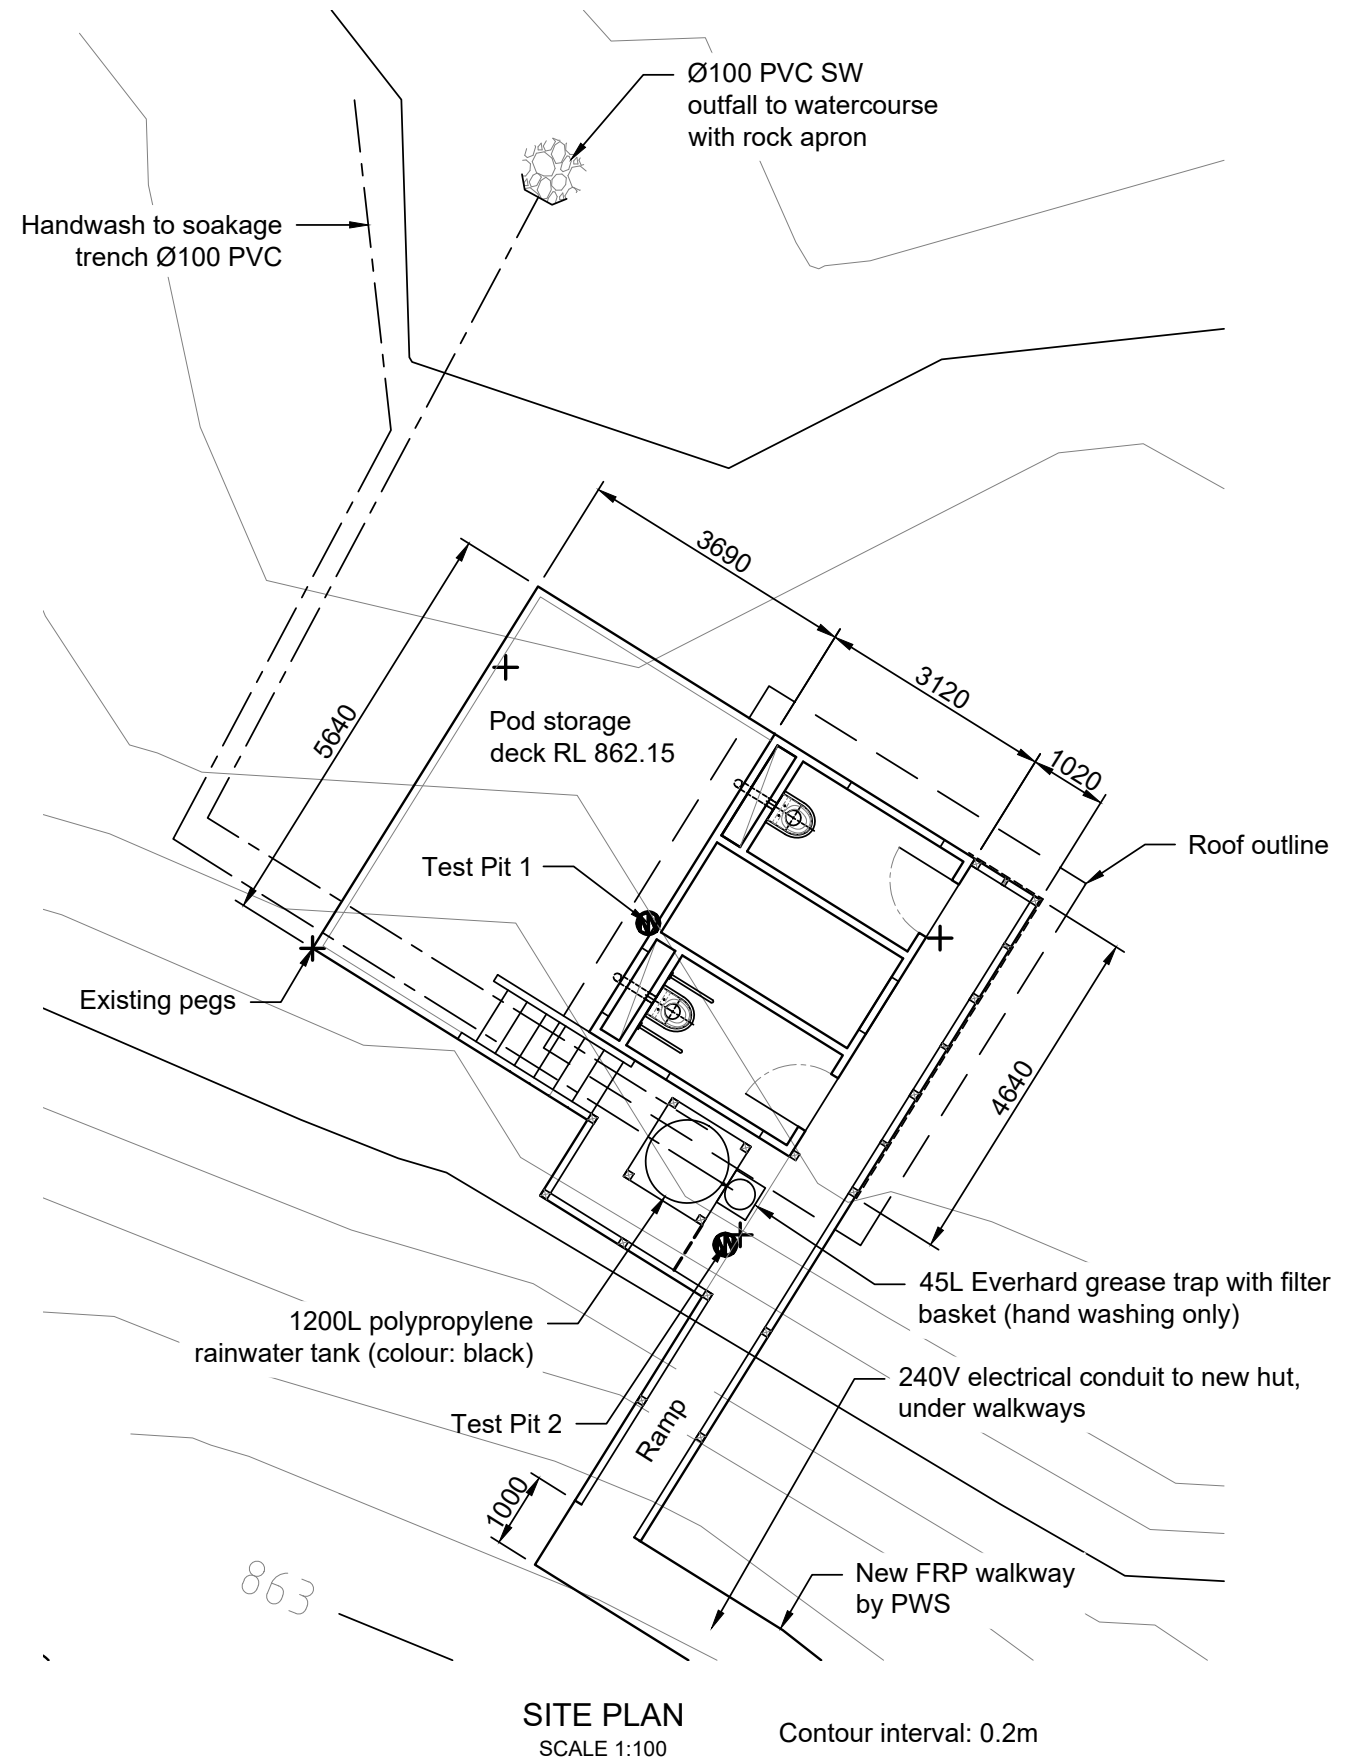 Ø100 PVC SW
outfall to watercourse
with rock apron
Handwash to soakage
trench Ø100 PVC
3690
3120
1020
5640
Pod storage
deck RL 862.15
Roof outline
Test Pit 1
Existing pegs
4640
45L Everhard grease trap with filter
basket (hand washing only)
1200L polypropylene
rainwater tank (colour: black)
240V electrical conduit to new hut,
under walkways
Test Pit 2
Ramp
1000
New FRP walkway
by PWS
863
SITE PLAN
SCALE 1:100
Contour interval: 0.2m